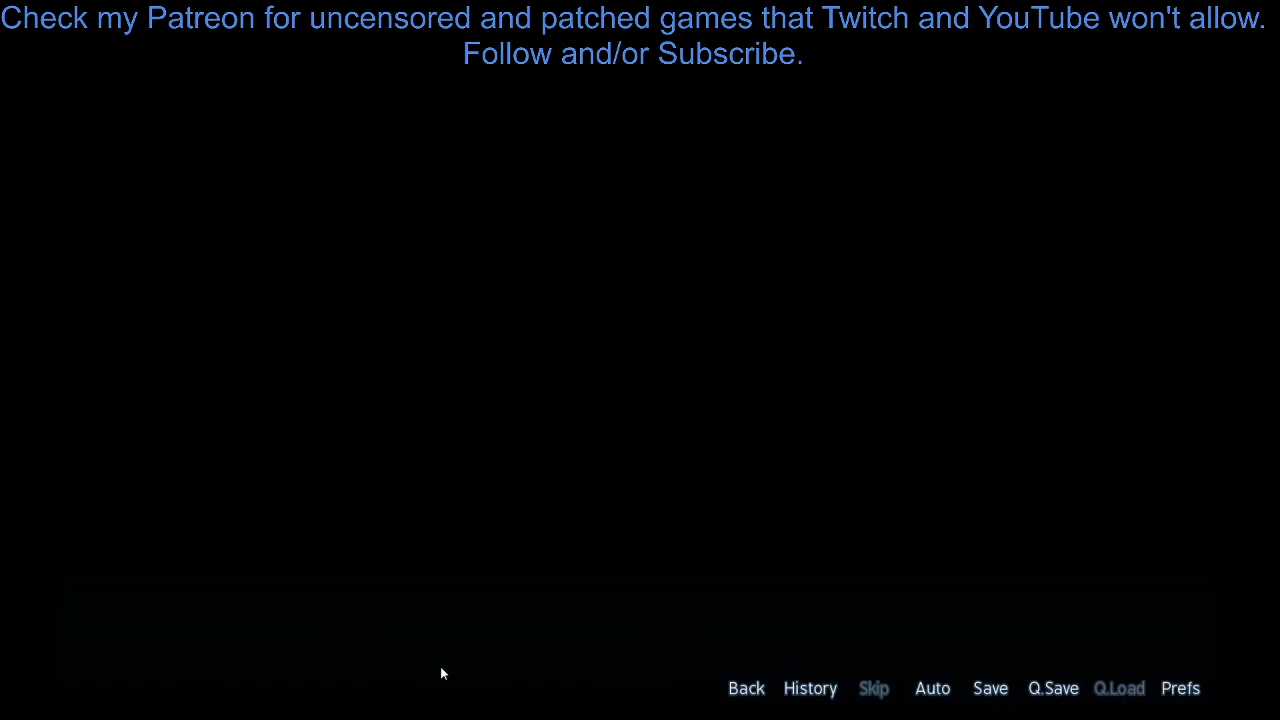 Check my Patreon for uncensored and patched games that Twitch and YouTube won't allow.
Follow and/or Subscribe.
Back History Skip Auto Save Q.Save Q.Load Prefs